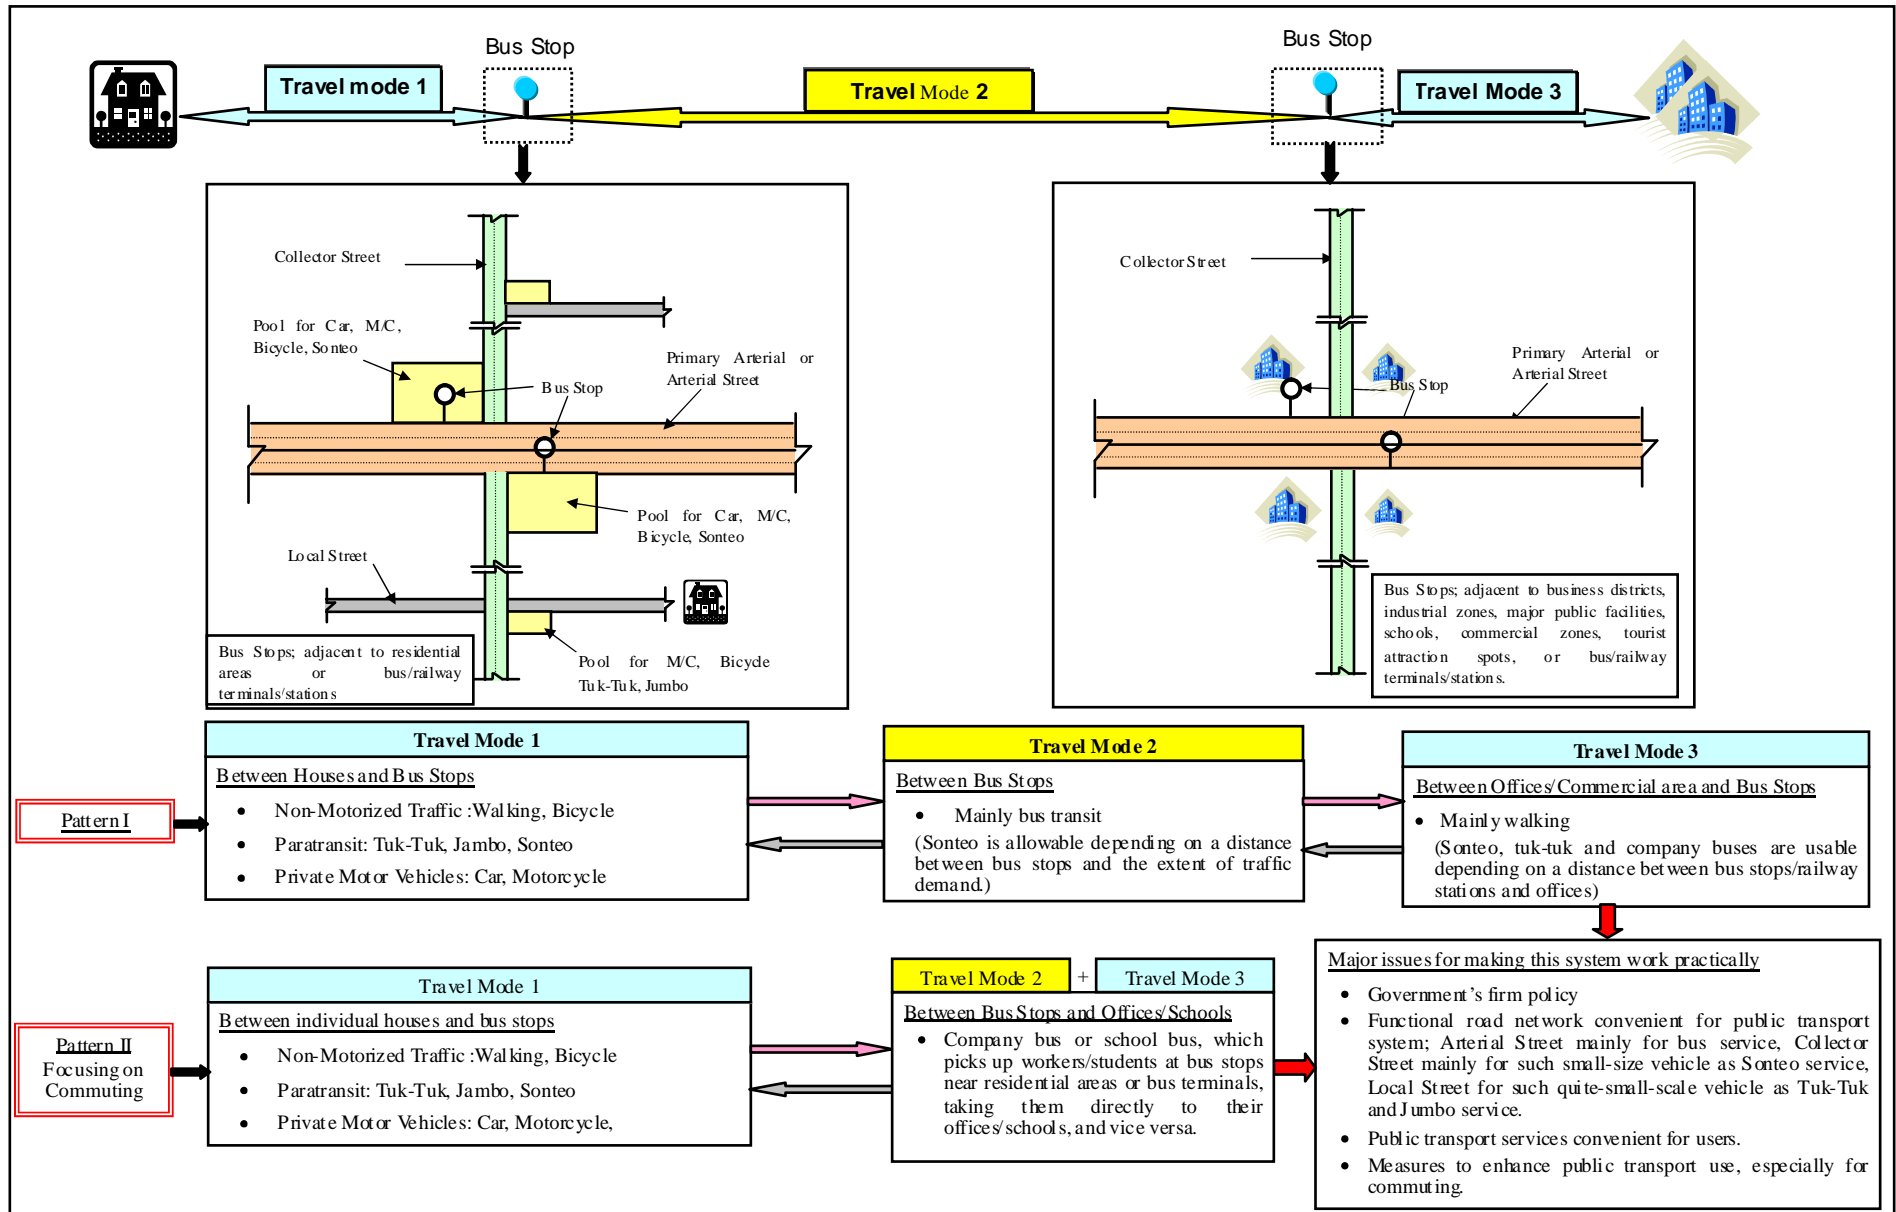 Bus Stop
Bus Stop
Travel mode 1
Travel Mode 2
Travel Mode 3
Collector Street
Pool for Car, M/C,
Bicycle, Sonteo
Primary Arterial or
Arterial Street
Bus Stop
Pool for Car, M/C,
Bicycle, Sonteo
Local Street
Pool for M/C, Bicycle
Tuk-Tuk, Jumbo
Bus Stops; adjacent to residential
areas or bus/railway
terminals/stations
Collector Street
Primary Arterial or
Arterial Street
Bus Stop
Bus Stops; adjacent to business districts,
industrial zones, major public facilities,
schools, commercial zones, tourist
attraction spots, or bus/railway
terminals/stations.
Pattern I
Travel Mode 1
Between Houses and Bus Stops
• Non-Motorized Traffic :Walking, Bicycle
• Paratransit: Tuk-Tuk, Jambo, Sonteo
• Private Motor Vehicles: Car, Motorcycle
Travel Mode 2
Between Bus Stops
• Mainly bus transit
(Sonteo is allowable depending on a distance
between bus stops and the extent of traffic
demand.)
Travel Mode 3
Between Offices/Commercial area and Bus Stops
• Mainly walking
(Sonteo, tuk-tuk and company buses are usable
depending on a distance between bus stops/railway
stations and offices)
Pattern II
Focusing on
Commuting
Travel Mode 1
Between individual houses and bus stops
• Non-Motorized Traffic :Walking, Bicycle
• Paratransit: Tuk-Tuk, Jambo, Sonteo
• Private Motor Vehicles: Car, Motorcycle,
Travel Mode 2 + Travel Mode 3
Between Bus Stops and Offices/Schools
• Company bus or school bus, which
picks up workers/students at bus stops
near residential areas or bus terminals,
taking them directly to their
offices/schools, and vice versa.
Major issues for making this system work practically
• Government's firm policy
• Functional road network convenient for public transport
system; Arterial Street mainly for bus service, Collector
Street mainly for such small-size vehicle as Sonteo service,
Local Street for such quite-small-scale vehicle as Tuk-Tuk
and Jumbo service.
• Public transport services convenient for users.
• Measures to enhance public transport use, especially for
commuting.